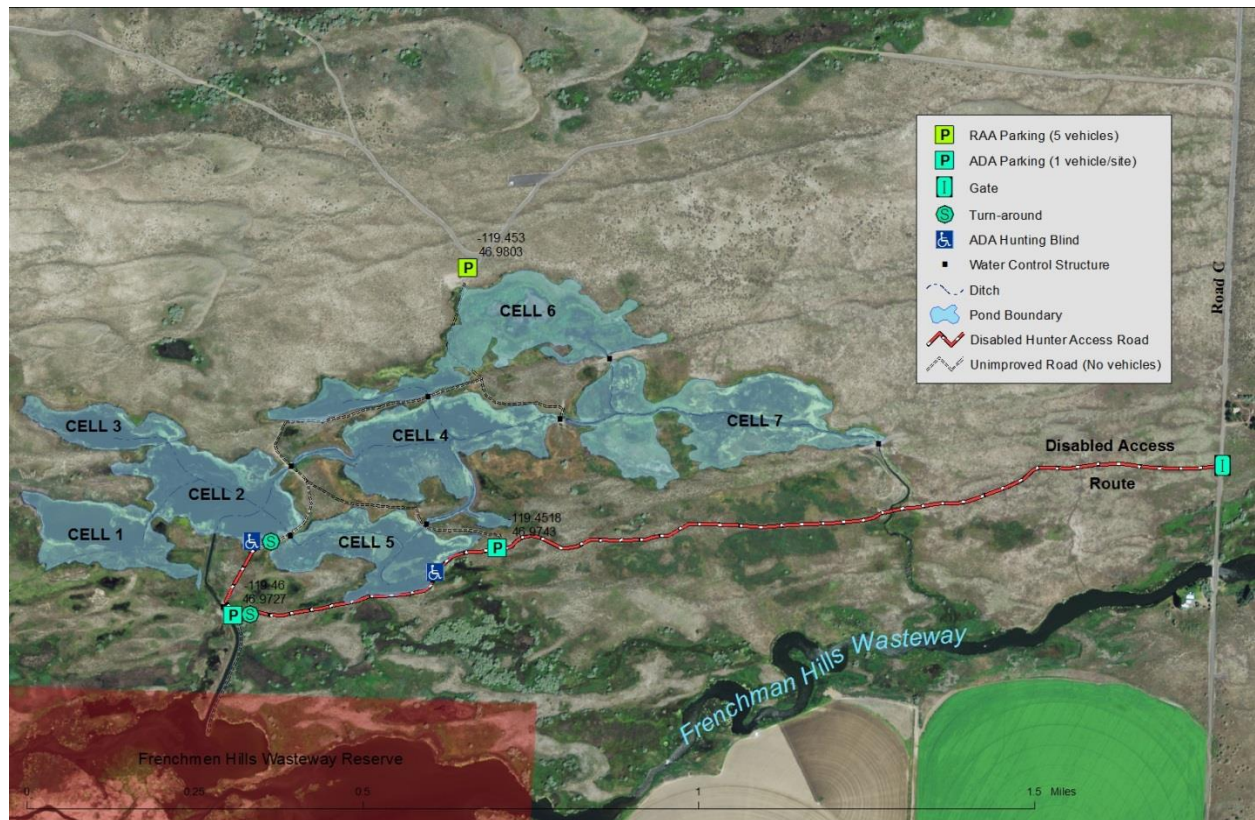 P RAA Parking (5 vehicles)
P ADA Parking (1 vehicle/site)
Gate
S Turn-around
ADA Hunting Blind
Water Control Structure
Ditch
Pond Boundary
Disabled Hunter Access Road
Unimproved Road (No vehicles)
Road C
-119.453
46.9803
P
CELL 6
CELL 3
CELL 4
CELL 7
CELL 2
CELL 1
CELL 5
Disabled Access
Route
I
-119.4516
46.9743
P
S
-119.46
46.9727
P S
Frenchman Hills Wasteway
Frenchmen Hills Wasteway Reserve
0 0.25 0.5 1 1.5 Miles